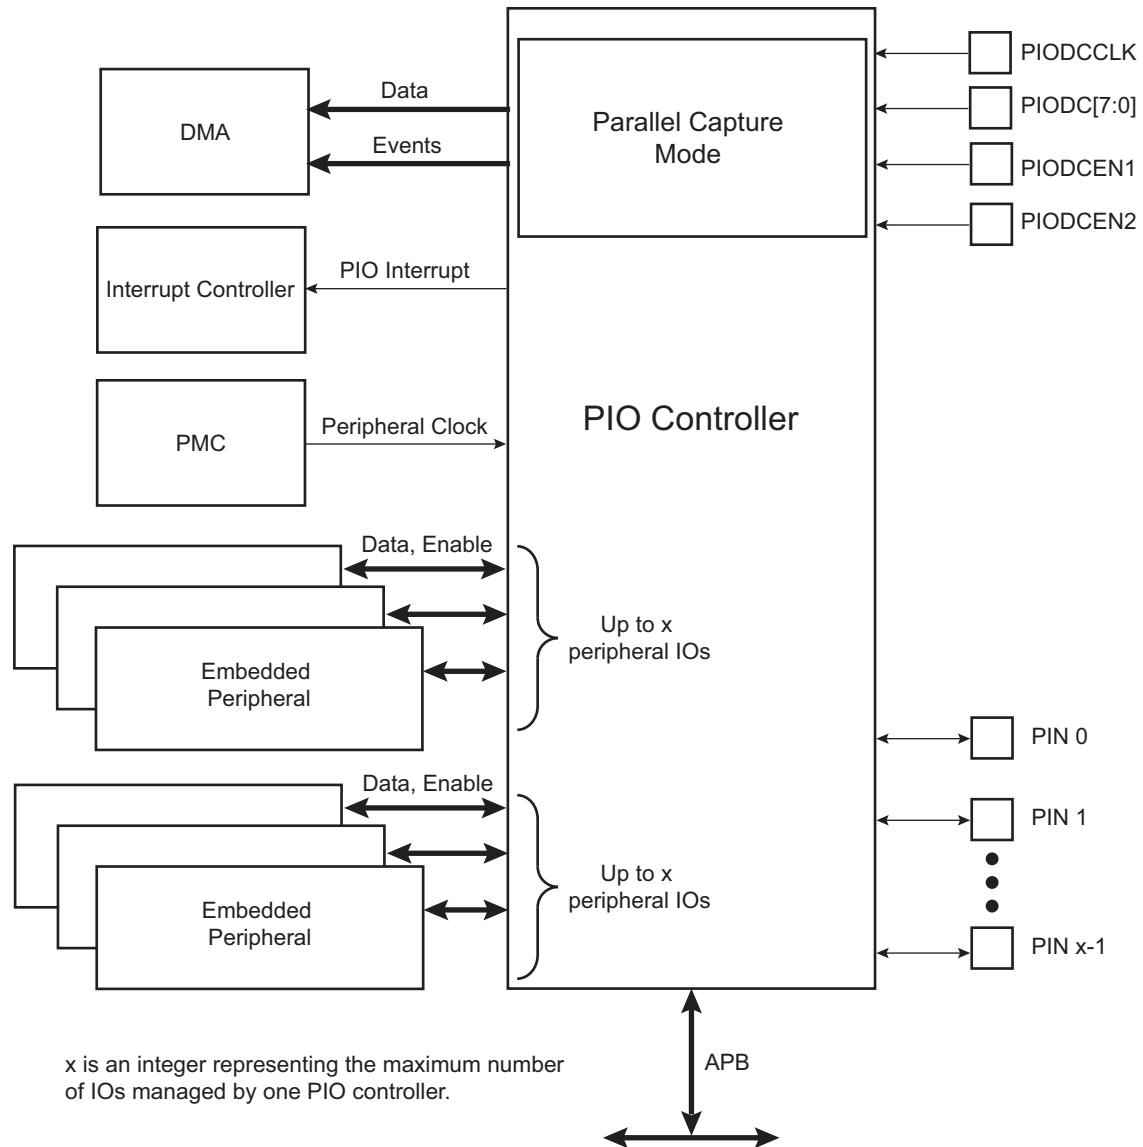 PIODCCLK
Data
DMA
Parallel Capture
Mode
PIODC[7:0]
Events
PIODCEN1
PIODCEN2
PIO Interrupt
Interrupt Controller
PIO Controller
Peripheral Clock
PMC
Data, Enable
Up to x
peripheral IOs
Embedded
Peripheral
PIN 0
Data, Enable
PIN 1
Up to x
peripheral IOs
Embedded
Peripheral
PIN x-1
x is an integer representing the maximum number
of IOs managed by one PIO controller.
APB